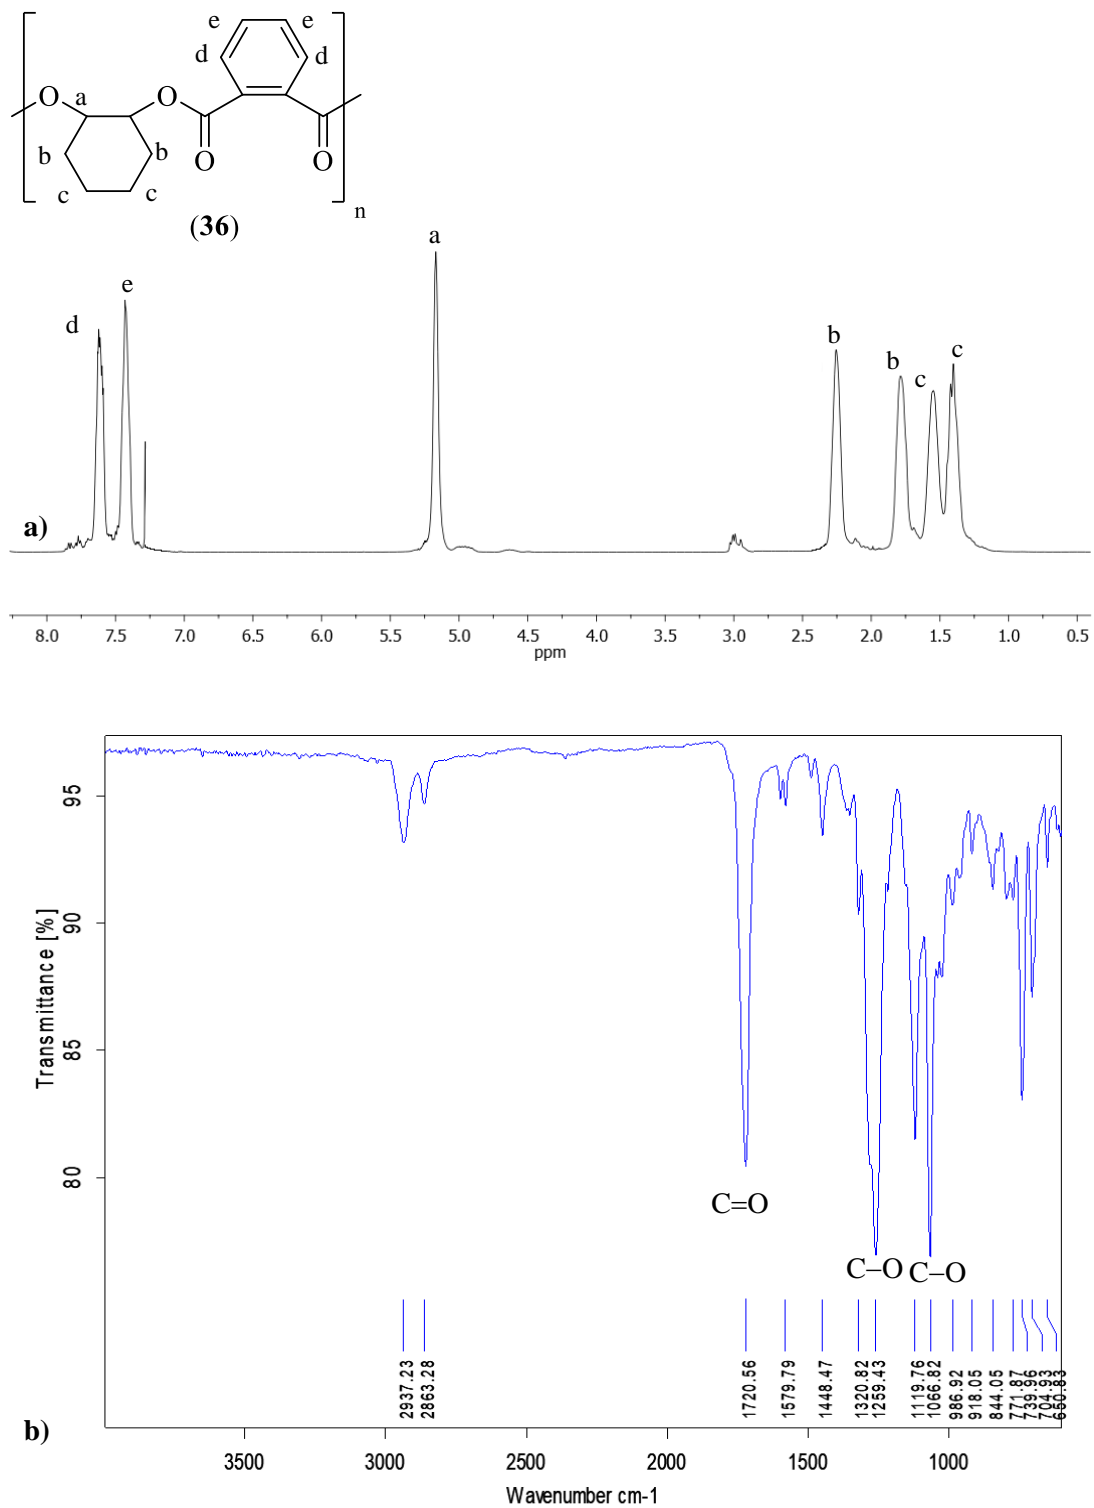 e e
d d
O a O
b b O O
c c
n
(36)
a
e
d
b b c c
a)
8.0 7.5 7.0 6.5 6.0 5.5 5.0 4.5 4.0 3.5 3.0 2.5 2.0 1.5 1.0 0.5
ppm
95
90
85
80
Transmittance [%]
C=O
C–O C–O
2937.23 2863.28 1720.56 1579.79 1448.47 1320.82 1259.43 1119.76 1066.82 986.92 918.05 844.05 771.87 739.96 704.93 650.83
b)
3500 3000 2500 2000 1500 1000
Wavenumber cm-1